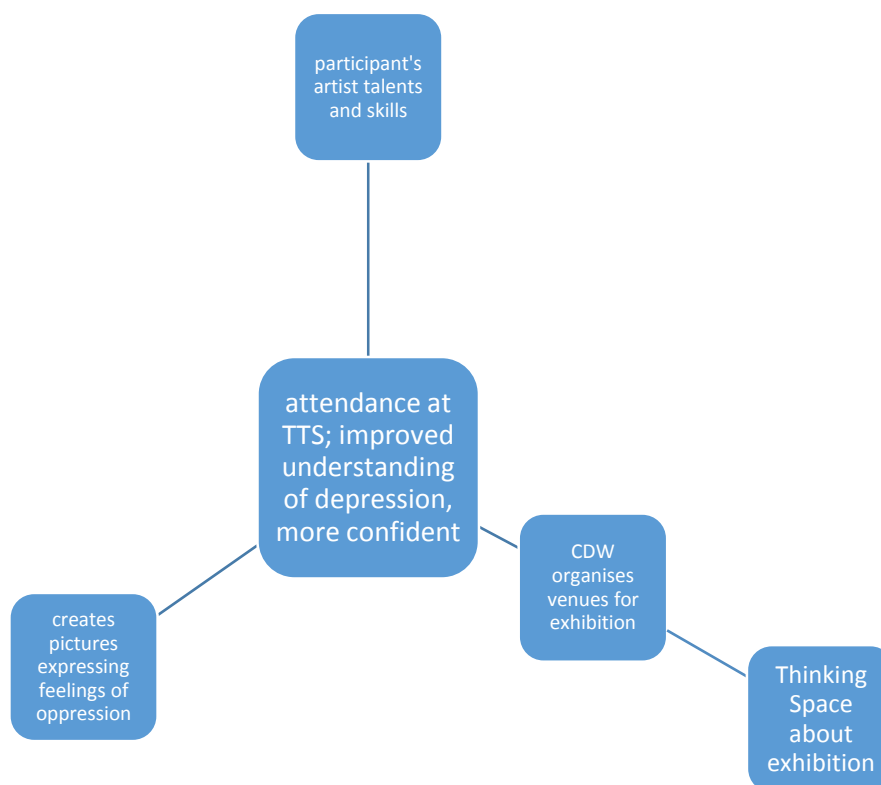 participant's
artist talents
and skills
attendance at
TTS; improved
understanding
of depression,
more confident
CDW
organises
venues for
exhibition
creates
pictures
expressing
feelings of
oppression
Thinking
Space
about
exhibition